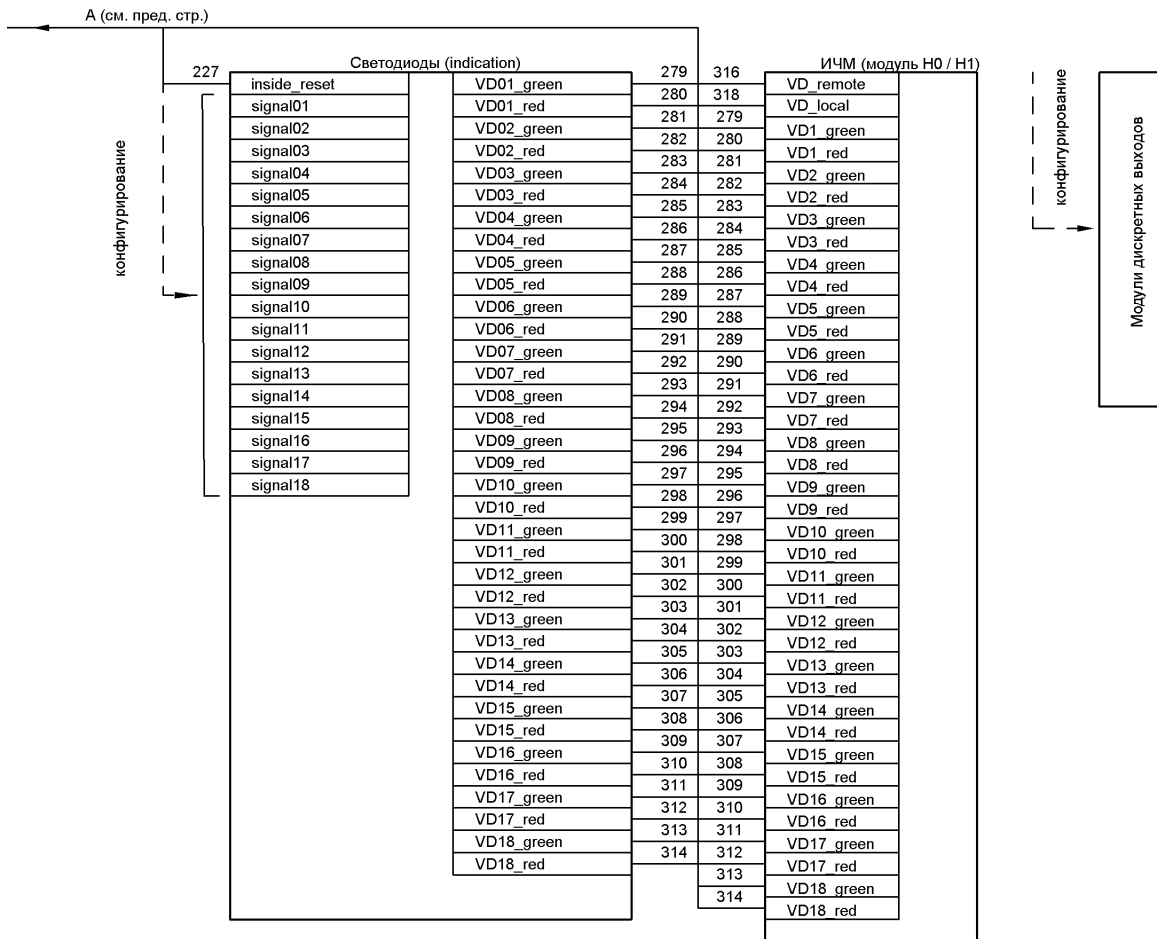 А (см. пред. стр.)
Светодиоды (indication)
ИЧМ (модуль H0 / H1)
227 inside_reset VD01_green 279 316 VD_remote
signal01 VD01_red 280 318 VD_local
signal02 VD02_green 281 279 VD1_green
signal03 VD02_red 282 280 VD1_red
signal04 VD03_green 283 281 VD2_green
signal05 VD03_red 284 282 VD2_red
signal06 VD04_green 285 283 VD3_green
signal07 VD04_red 286 284 VD3_red
signal08 VD05_green 287 285 VD4_green
signal09 VD05_red 288 286 VD4_red
signal10 VD06_green 289 287 VD5_green
signal11 VD06_red 290 288 VD5_red
signal12 VD07_green 291 289 VD6_green
signal13 VD07_red 292 290 VD6_red
signal14 VD08_green 293 291 VD7_green
signal15 VD08_red 294 292 VD7_red
signal16 VD09_green 295 293 VD8_green
signal17 VD09_red 296 294 VD8_red
signal18 VD10_green 297 295 VD9_green
VD10_red 298 296 VD9_red
VD11_green 299 297 VD10_green
VD11_red 300 298 VD10_red
VD12_green 301 299 VD11_green
VD12_red 302 300 VD11_red
VD13_green 303 301 VD12_green
VD13_red 304 302 VD12_red
VD14_green 305 303 VD13_green
VD14_red 306 304 VD13_red
VD15_green 307 305 VD14_green
VD15_red 308 306 VD14_red
VD16_green 309 307 VD15_green
VD16_red 310 308 VD15_red
VD17_green 311 309 VD16_green
VD17_red 312 310 VD16_red
VD18_green 313 311 VD17_green
VD18_red 314 312 VD17_red
313 VD18_green
314 VD18_red
конфигурирование
конфигурирование
Модули дискретных выходов